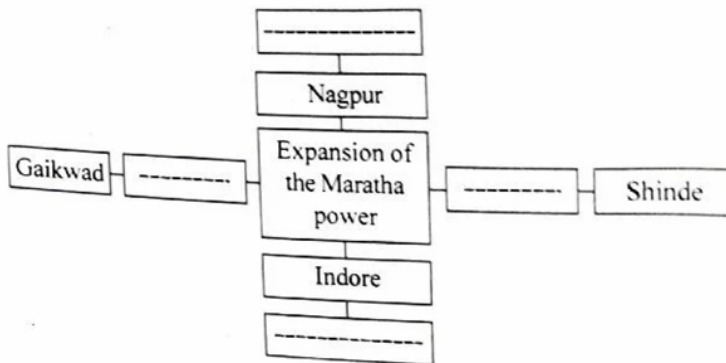 Nagpur
Gaikwad
Expansion of
the Maratha
power
Shinde
Indore